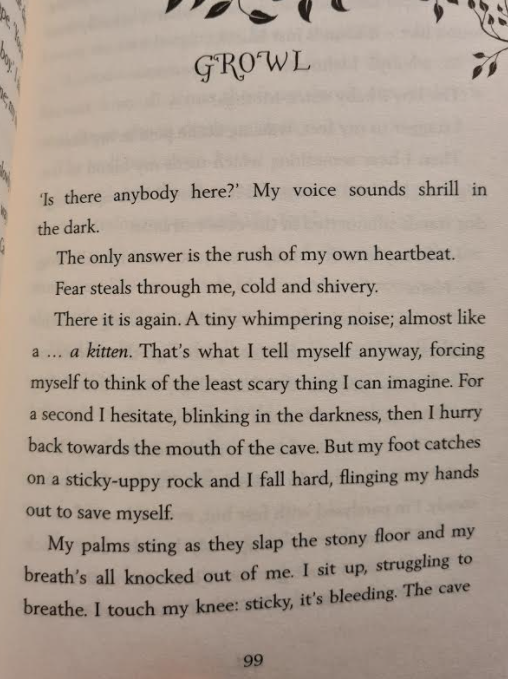 GROWL
‘Is there anybody here?’ My voice sounds shrill in
the dark.
The only answer is the rush of my own heartbeat.
Fear steals through me, cold and shivery.
There it is again. A tiny whimpering noise; almost like
a … a kitten. That’s what I tell myself anyway, forcing
myself to think of the least scary thing I can imagine. For
a second I hesitate, blinking in the darkness, then I hurry
back towards the mouth of the cave. But my foot catches
on a sticky-uppy rock and I fall hard, flinging my hands
out to save myself.
My palms sting as they slap the stony floor and my
breath’s all knocked out of me. I sit up, struggling to
breathe. I touch my knee: sticky, it’s bleeding. The cave
99